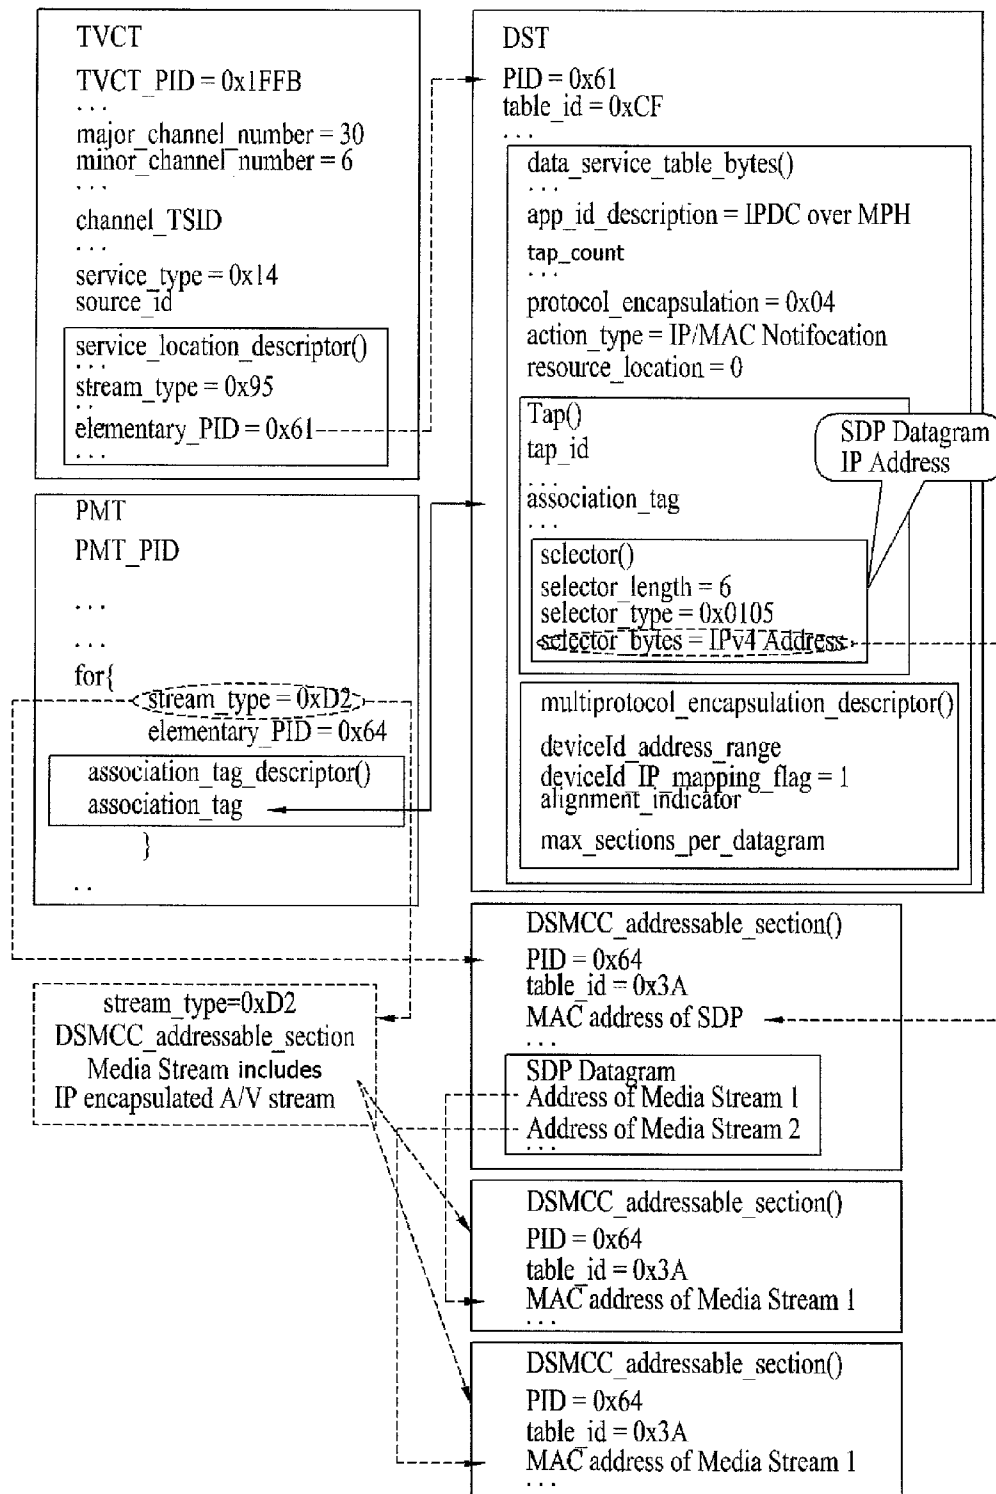 TVCT
TVCT_PID = 0x1FFB
...
major_channel_number = 30
minor_channel_number = 6
...
channel_TSID
...
service_type = 0x14
source_id
service_location_descriptor()
...
stream_type = 0x95
...
elementary_PID = 0x61
...
PMT
PMT_PID
...
...
for{
stream_type = 0xD2
elementary_PID = 0x64
association_tag_descriptor()
association_tag
}
..
stream_type=0xD2
DSMCC_addressable_section
Media Stream includes
IP encapsulated A/V stream
DST
PID = 0x61
table_id = 0xCF
...
data_service_table_bytes()
...
app_id_description = IPDC over MPH
tap_count
...
protocol_encapsulation = 0x04
action_type = IP/MAC Notifocation
resource_location = 0
Tap()
tap_id
...
association_tag
...
selector()
selector_length = 6
selector_type = 0x0105
selector_bytes = IPv4 Address
SDP Datagram
IP Address
multiprotocol_encapsulation_descriptor()
deviceId_address_range
deviceId_IP_mapping_flag = 1
alignment_indicator
max_sections_per_datagram
DSMCC_addressable_section()
PID = 0x64
table_id = 0x3A
MAC address of SDP
SDP Datagram
Address of Media Stream 1
Address of Media Stream 2
...
DSMCC_addressable_section()
PID = 0x64
table_id = 0x3A
MAC address of Media Stream 1
...
DSMCC_addressable_section()
PID = 0x64
table_id = 0x3A
MAC address of Media Stream 1
...